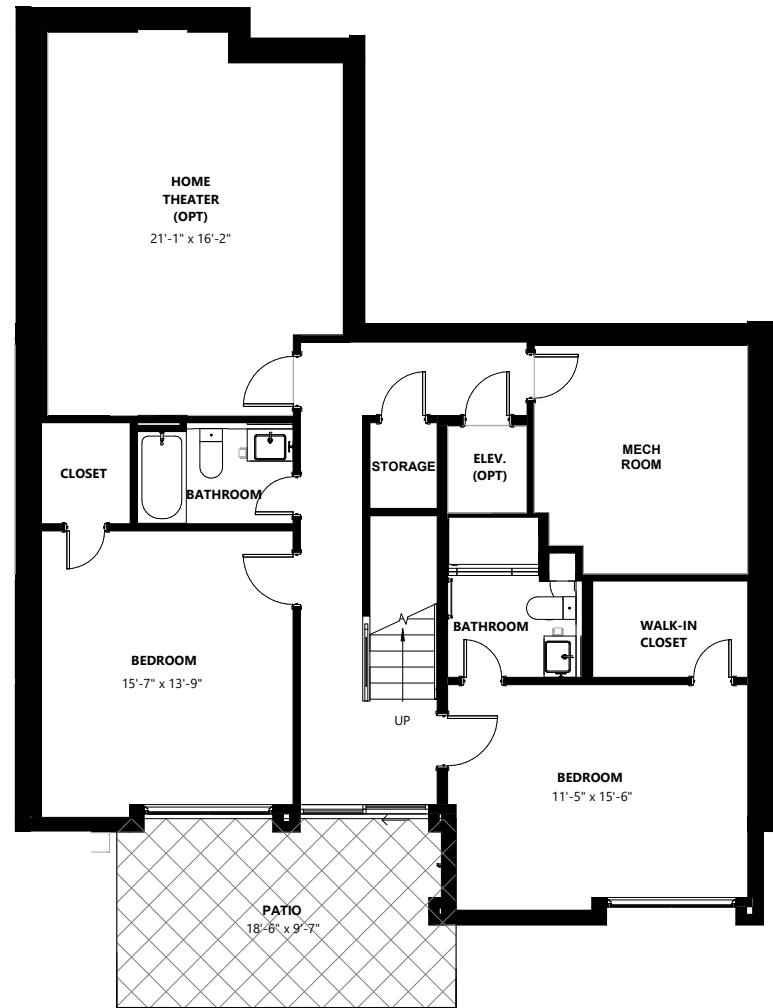 HOME
THEATER
(OPT)
21'-1" x 16'-2"
CLOSET
BATHROOM
STORAGE
ELEV.
(OPT)
MECH
ROOM
BEDROOM
15'-7" x 13'-9"
UP
BATHROOM
WALK-IN
CLOSET
BEDROOM
11'-5" x 15'-6"
PATIO
18'-6" x 9'-7"